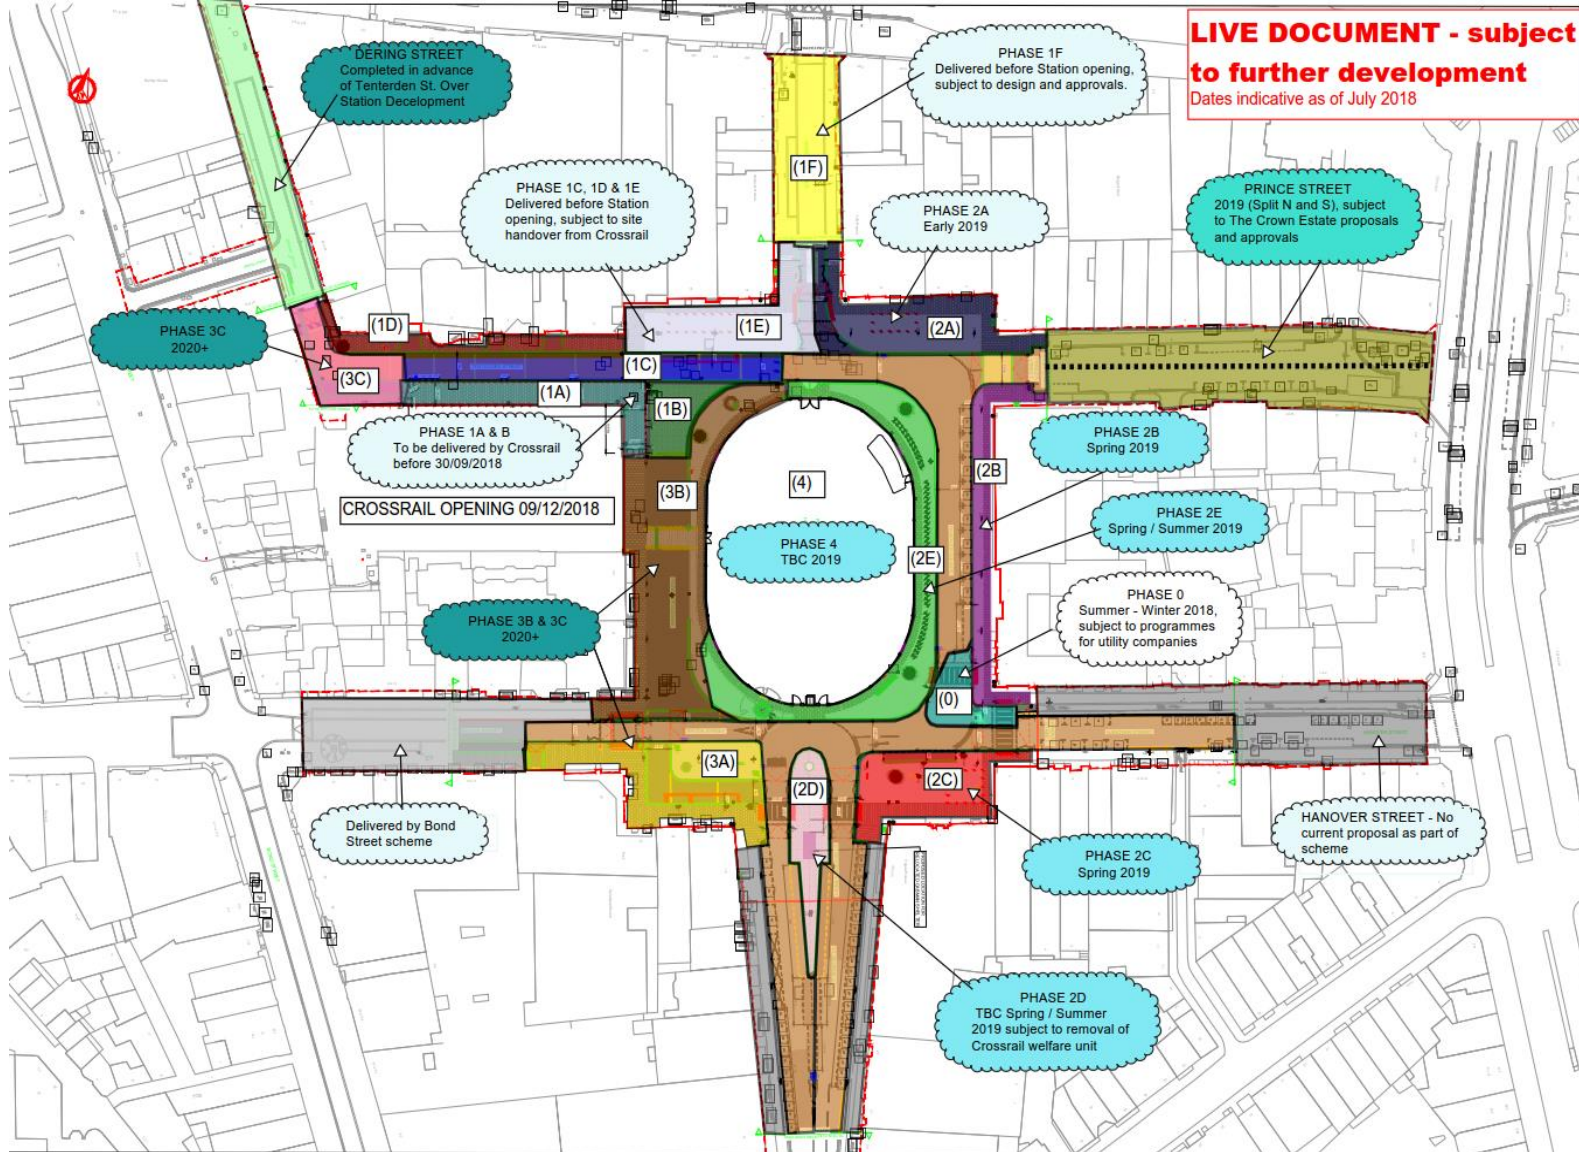 LIVE DOCUMENT - subject
to further development
Dates indicative as of July 2018
DERING STREET
Completed in advance
of Tenterden St. Over
Station Decelopment
PHASE 1F
Delivered before Station opening,
subject to design and approvals.
(1F)
PHASE 1C, 1D & 1E
Delivered before Station
opening, subject to site
handover from Crossrail
PHASE 2A
Early 2019
PRINCE STREET
2019 (Split N and S), subject
to The Crown Estate proposals
and approvals
PHASE 3C
2020+
(1D)
(1E)
(2A)
(3C)
(1C)
(1A)
(1B)
PHASE 1A & B
To be delivered by Crossrail
before 30/09/2018
PHASE 2B
Spring 2019
(2B
(3B)
(4)
CROSSRAIL OPENING 09/12/2018
PHASE 4
TBC 2019
PHASE 2E
Spring / Summer 2019
(2E)
PHASE 0
Summer - Winter 2018,
subject to programmes
for utility companies
PHASE 3B & 3C
2020+
(0)
(3A)
(2D)
(2C)
Delivered by Bond
Street scheme
HANOVER STREET - No
current proposal as part of
scheme
PHASE 2C
Spring 2019
PHASE 2D
TBC Spring / Summer
2019 subject to removal of
Crossrail welfare unit